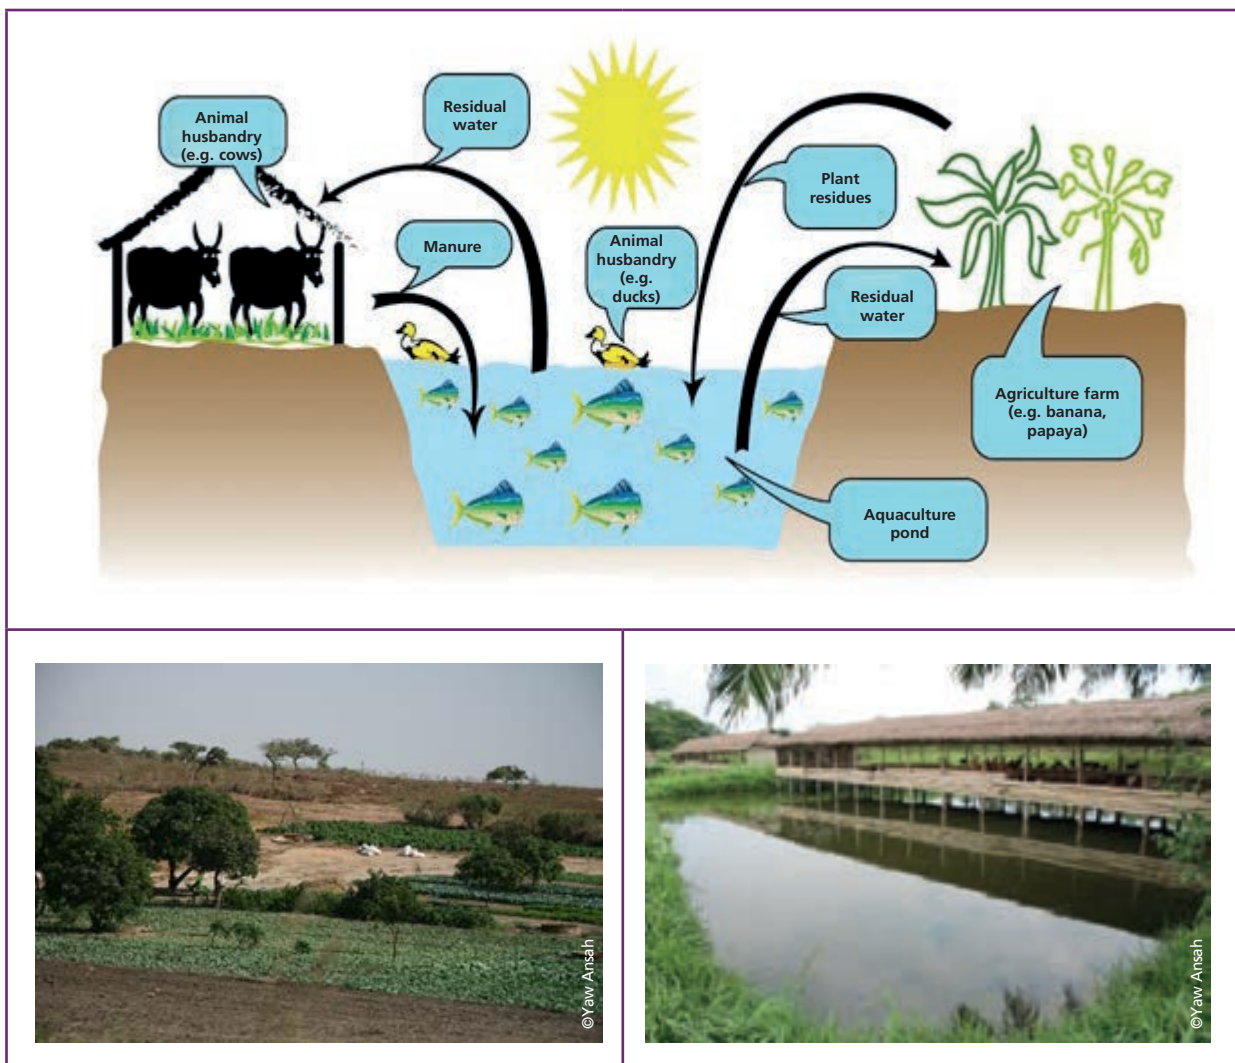 Animal
husbandry
(e.g. cows)
Residual
water
Manure
Animal
husbandry
(e.g.
ducks)
Plant
residues
Residual
water
Agriculture farm
(e.g. banana,
papaya)
Aquaculture
pond
©Yaw Ansah
©Yaw Ansah